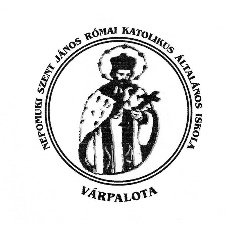 NEPOMUKI SZENT JÁNOS RÓMAI KATOLIKUS ÁLTALÁNOS ISKOLA
VÁRPALOTA